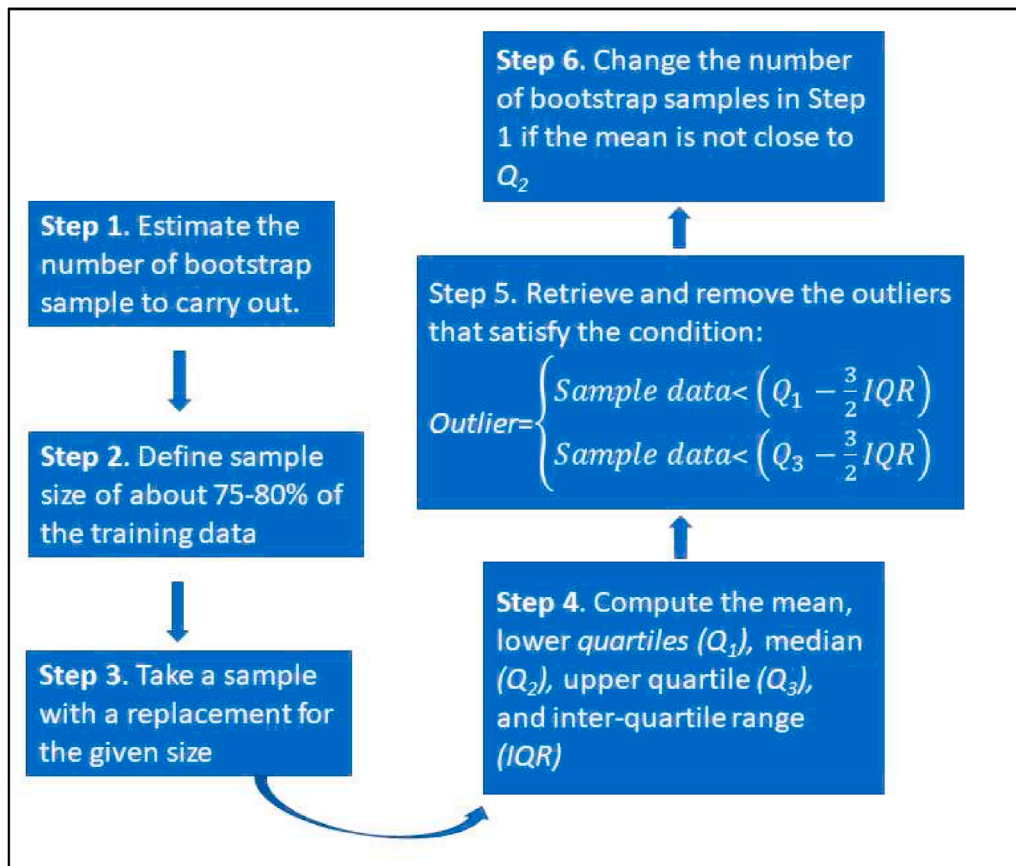 Step 1. Estimate the
number of bootstrap
sample to carry out.
Step 2. Define sample
size of about 75-80% of
the training data
Step 3. Take a sample
with a replacement for
the given size
Step 4. Compute the mean,
lower quartiles (Q₁), median
(Q₂), upper quartile (Q₃),
and inter-quartile range
(IQR)
Step 5. Retrieve and remove the outliers
that satisfy the condition:
Outlier={Sample data< (Q₁ − 3/2 IQR)
Sample data< (Q₃ − 3/2 IQR)
Step 6. Change the number
of bootstrap samples in Step
1 if the mean is not close to
Q₂